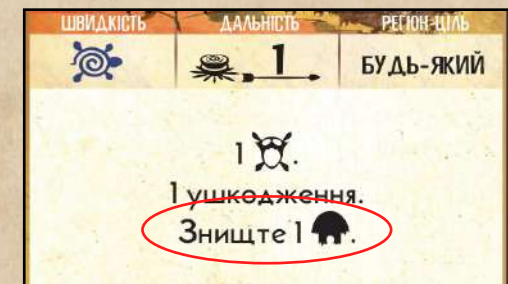 ШВИДКІСТЬ ДАЛЬНІСТЬ РЕГІОН-ЦІЛЬ
1 БУДЬ-ЯКИЙ
1 .
1 ушкодження.
Знищте 1 .